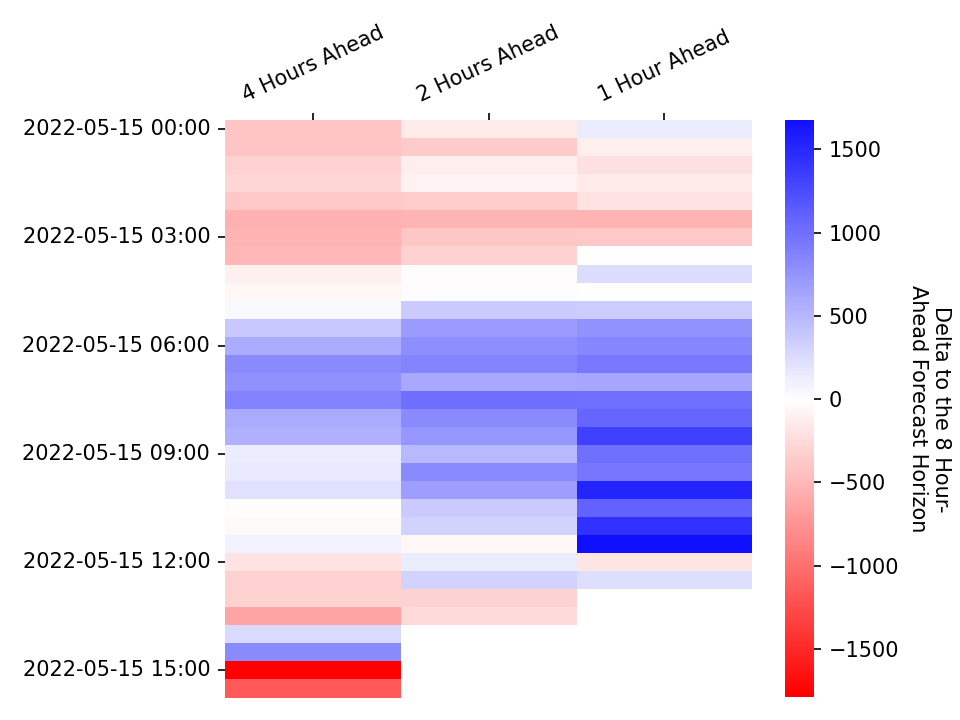 4 Hours Ahead
2 Hours Ahead
1 Hour Ahead
2022-05-15 00:00
2022-05-15 03:00
2022-05-15 06:00
2022-05-15 09:00
2022-05-15 12:00
2022-05-15 15:00
1500
1000
500
0
−500
−1000
−1500
Delta to the 8 Hour-
Ahead Forecast Horizon